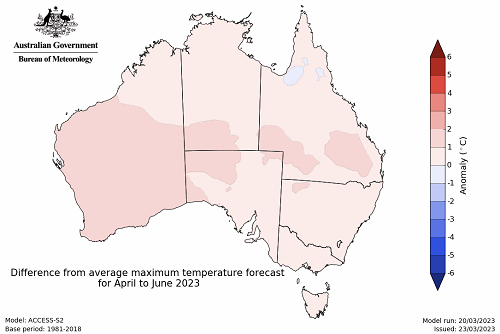 Australian Government
Bureau of Meteorology
6
5
4
3
2
1
0
-1
-2
-3
-4
-5
-6
Anomaly (°C)
Difference from average maximum temperature forecast
for April to June 2023
Model: ACCESS-S2
Base period: 1981-2018
Model run: 20/03/2023
Issued: 23/03/2023